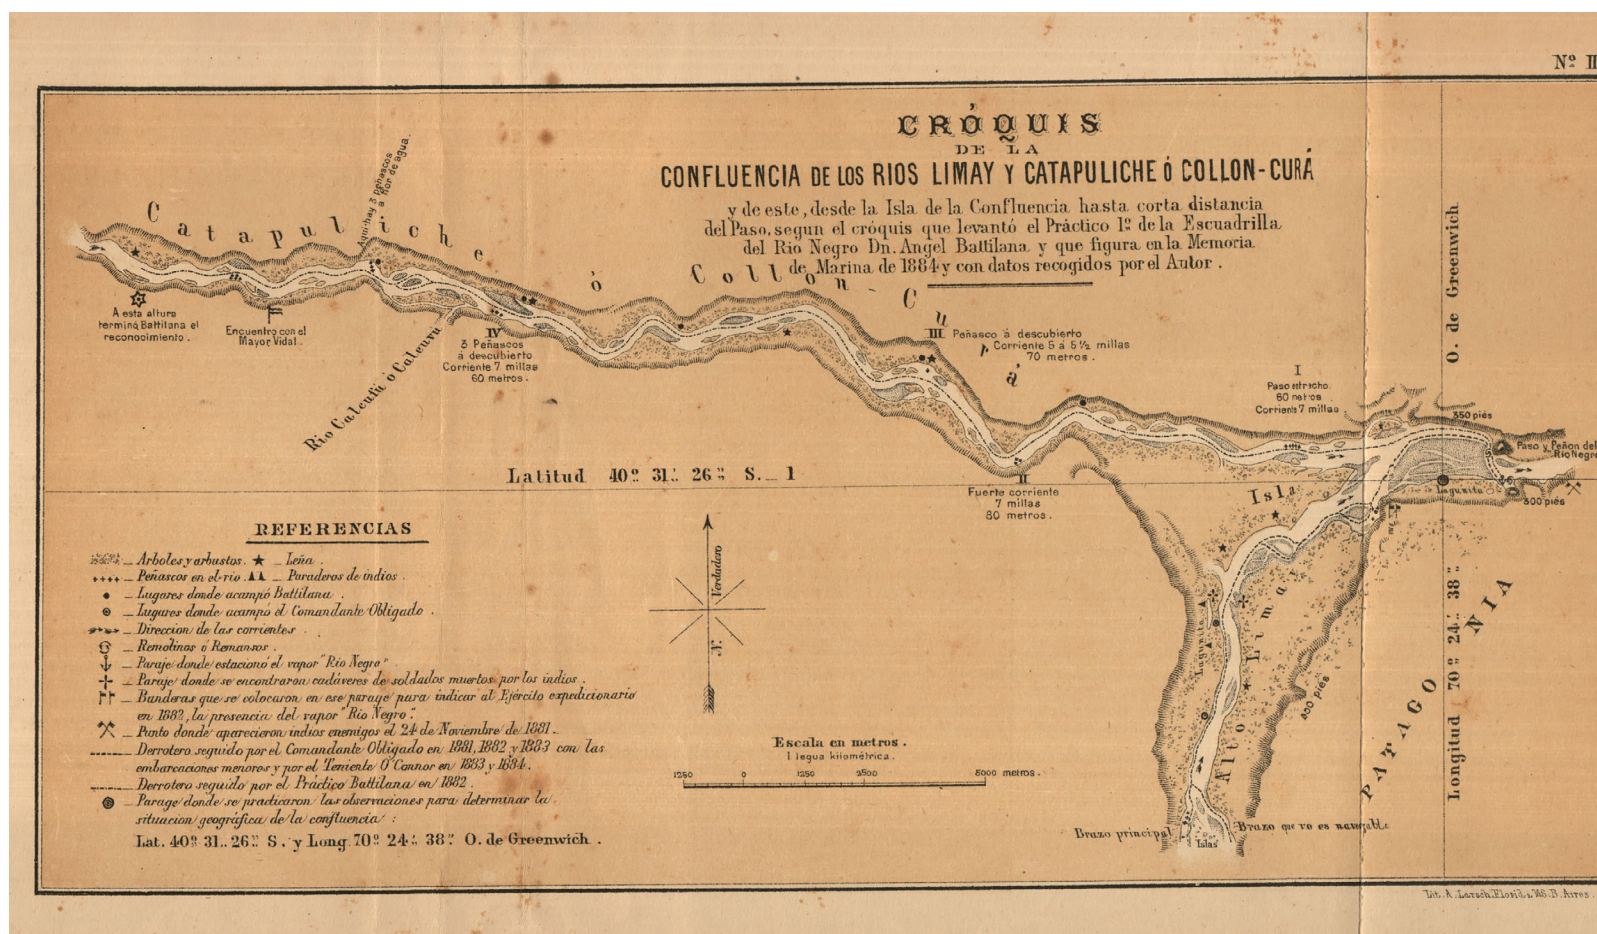 Nº II
CRÓQUIS
DE LA
CONFLUENCIA DE LOS RIOS LIMAY Y CATAPULICHE Ó COLLON-CURÁ
y de este, desde la Isla de la Confluencia hasta corta distancia
del Paso, segun el cróquis que levantó el Práctico 1º de la Escuadrilla
del Rio Negro Dn. Angel Battilana y que figura en la Memoria
de Marina de 1884 y con datos recogidos por el Autor.
Catapuliche ó Collon-Curá
Aqui hay 3 peñascos
a flor de agua.
A esta altura
terminó Battilana el
reconocimiento.
Encuentro con el
Mayor Vidal.
Rio Caleufú ó Caleuvu
IV
3 Peñascos
á descubierto
Corriente 7 millas
60 metros.
III Peñasco á descubierto
Corriente 5 á 5½ millas
70 metros.
I
Paso estrecho.
60 metros
Corriente 7 millas
O. de Greenwich
350 piés
Paso y Peñon del
Rio Negro
Lagunita
300 piés
Latitud 40º 31' 26" S. 1
II
Fuerte corriente
7 millas
80 metros.
Isla
REFERENCIAS
Arboles y arbustos. Leña.
Peñascos en el rio. Paraderos de indios.
Lugares donde acampó Battilana.
Lugares donde acampó el Comandante Obligado.
Direccion de las corrientes.
Remolinos ó Remansos.
Paraje donde estacionó el vapor "Rio Negro"
Paraje donde se encontraron cadáveres de soldados muertos por los indios.
Banderas que se colocaron en ese paraje para indicar al Ejército expedicionario
en 1882, la presencia del vapor "Rio Negro".
Punto donde aparecieron indios enemigos el 24 de Noviembre de 1881.
Derrotero seguido por el Comandante Obligado en 1881, 1882 y 1883 con las
embarcaciones menores y por el Teniente O'Connor en 1883 y 1884.
Derrotero seguido por el Práctico Battilana en 1882.
Parage donde se practicaron las observaciones para determinar la
situacion geográfica de la confluencia:
Lat. 40º 31' 26" S. y Long. 70º 24' 38" O. de Greenwich.
N. Verdadero
Escala en metros.
1 legua kilométrica.
1250 0 1250 2500 5000 metros.
Lagunita
Alto Limay
300 piés
PATAGONIA
Longitud 70º 24' 38"
Brazo principal
Islas
Brazo que no es navegable
Lit. A. Larsch, Florida 146. B. Aires.